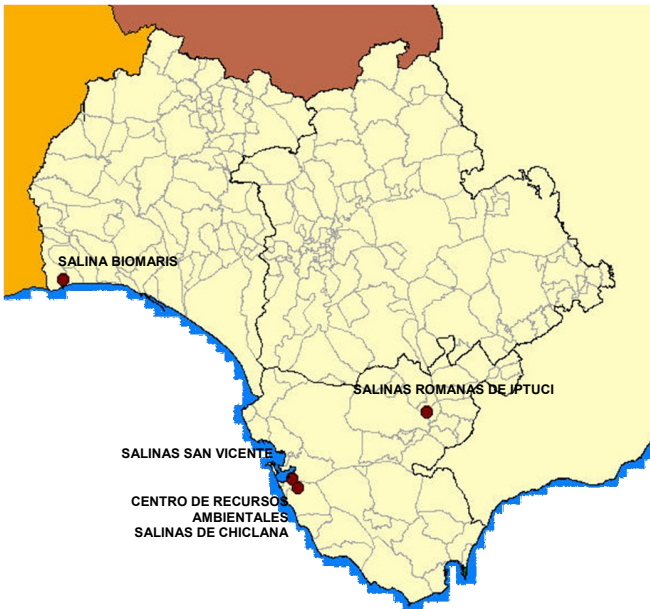 SALINA BIOMARIS
SALINAS ROMANAS DE IPTUCI
SALINAS SAN VICENTE
CENTRO DE RECURSOS
AMBIENTALES
SALINAS DE CHICLANA